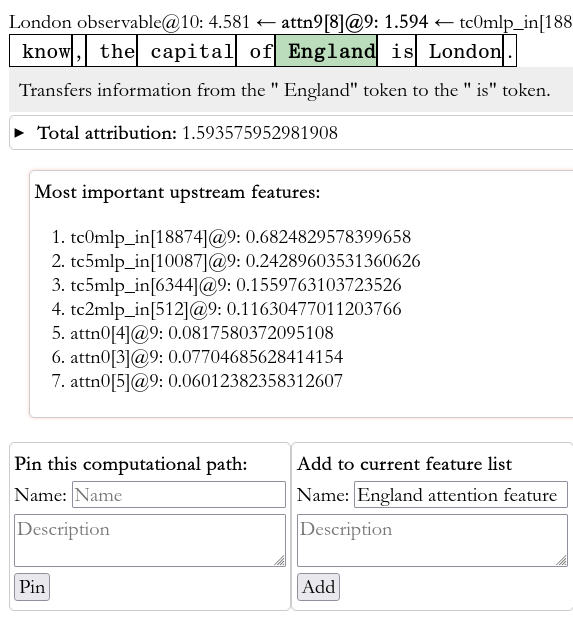 London observable@10: 4.581 ← attn9[8]@9: 1.594 ← tc0mlp_in[188
know, the capital of England is London.
Transfers information from the " England" token to the " is" token.
▶ Total attribution: 1.593575952981908
Most important upstream features:
1. tc0mlp_in[18874]@9: 0.6824829578399658
2. tc5mlp_in[10087]@9: 0.24289603531360626
3. tc5mlp_in[6344]@9: 0.1559763103723526
4. tc2mlp_in[512]@9: 0.11630477011203766
5. attn0[4]@9: 0.0817580372095108
6. attn0[3]@9: 0.07704685628414154
7. attn0[5]@9: 0.06012382358312607
Pin this computational path:
Name: Name
Description
Pin
Add to current feature list
Name: England attention feature
Description
Add